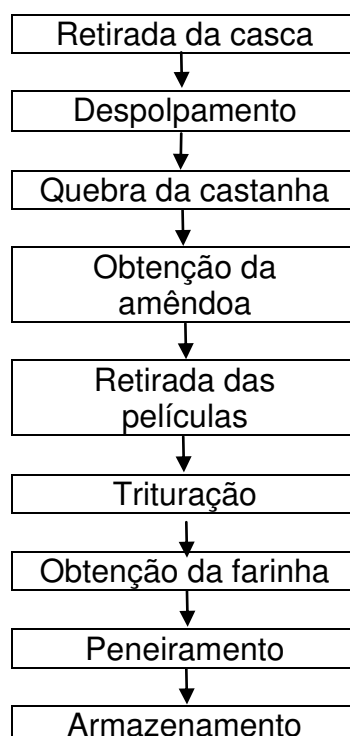 Retirada da casca
Despolpamento
Quebra da castanha
Obtenção da
amêndoa
Retirada das
películas
Trituração
Obtenção da farinha
Peneiramento
Armazenamento